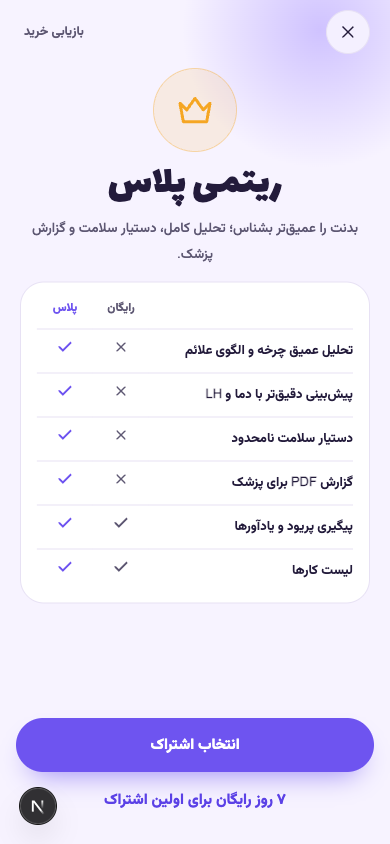 بازیابی خرید
ریتمی پلاس
بدنت را عمیق‌تر بشناس؛ تحلیل کامل، دستیار سلامت و گزارش
پزشک.
رایگان پلاس
تحلیل عمیق چرخه و الگوی علائم
پیش‌بینی دقیق‌تر با دما و LH
دستیار سلامت نامحدود
گزارش PDF برای پزشک
پیگیری پریود و یادآورها
لیست کارها
انتخاب اشتراک
۷ روز رایگان برای اولین اشتراک
N